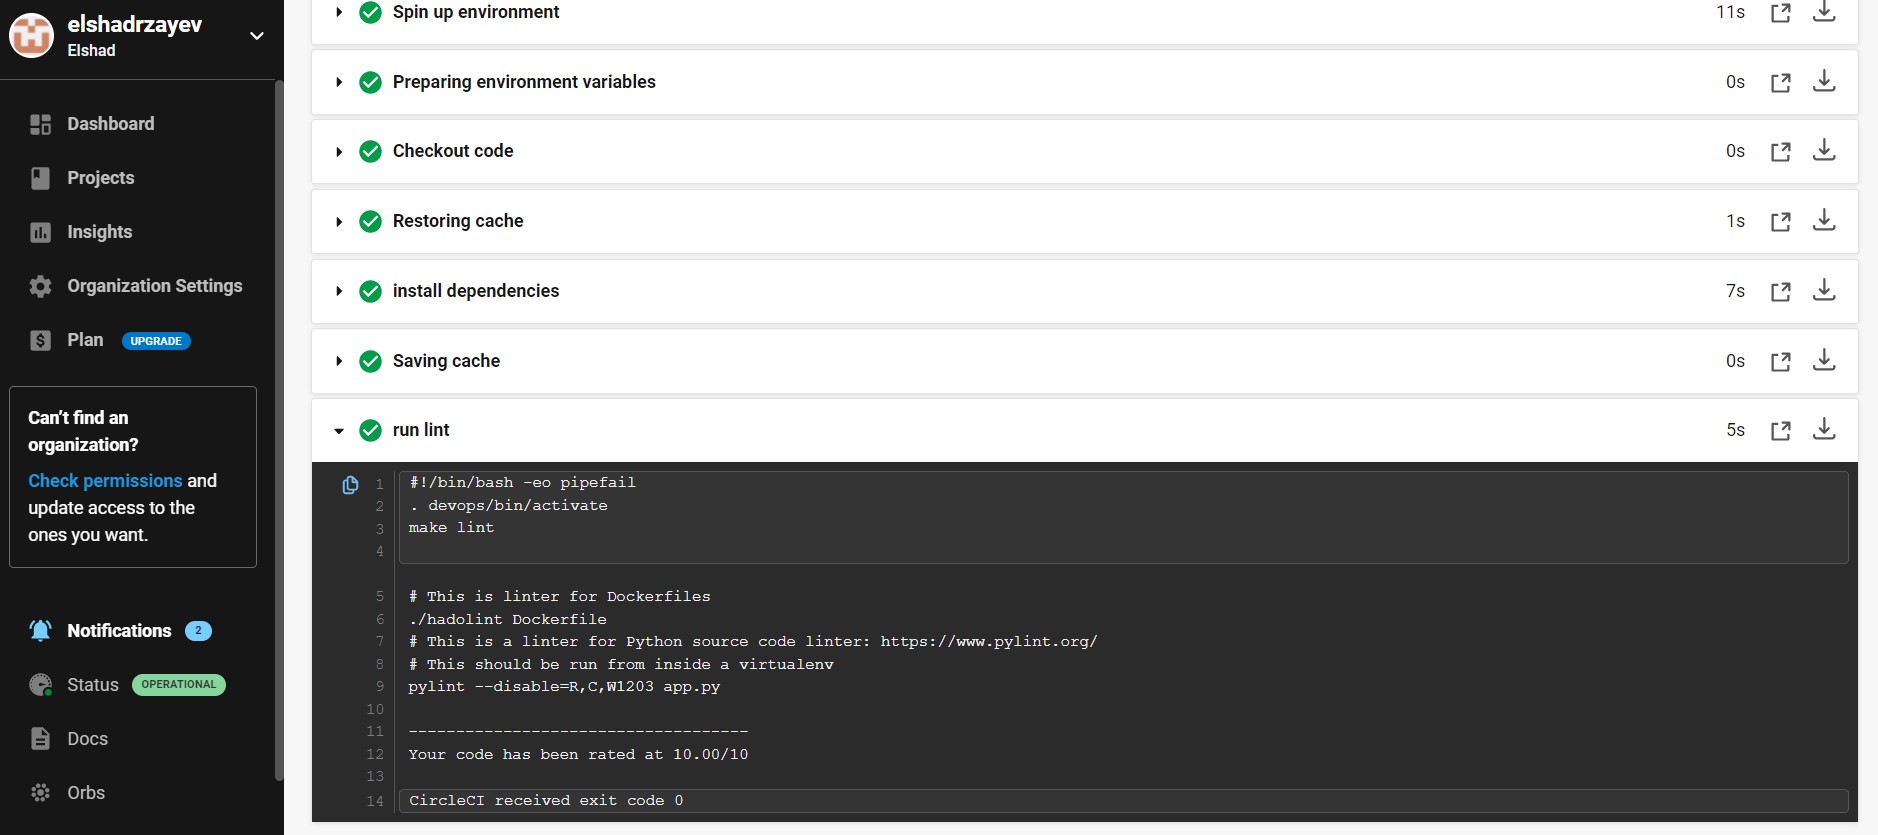 elshadrzayev
Elshad
Dashboard
Projects
Insights
Organization Settings
Plan UPGRADE
Can't find an
organization?
Check permissions and
update access to the
ones you want.
Notifications 2
Status OPERATIONAL
Docs
Orbs
Spin up environment 11s
Preparing environment variables 0s
Checkout code 0s
Restoring cache 1s
install dependencies 7s
Saving cache 0s
run lint 5s
1 #!/bin/bash -eo pipefail
2 . devops/bin/activate
3 make lint
4
5 # This is linter for Dockerfiles
6 ./hadolint Dockerfile
7 # This is a linter for Python source code linter: https://www.pylint.org/
8 # This should be run from inside a virtualenv
9 pylint --disable=R,C,W1203 app.py
10
11 ------------------------------------
12 Your code has been rated at 10.00/10
13
14 CircleCI received exit code 0